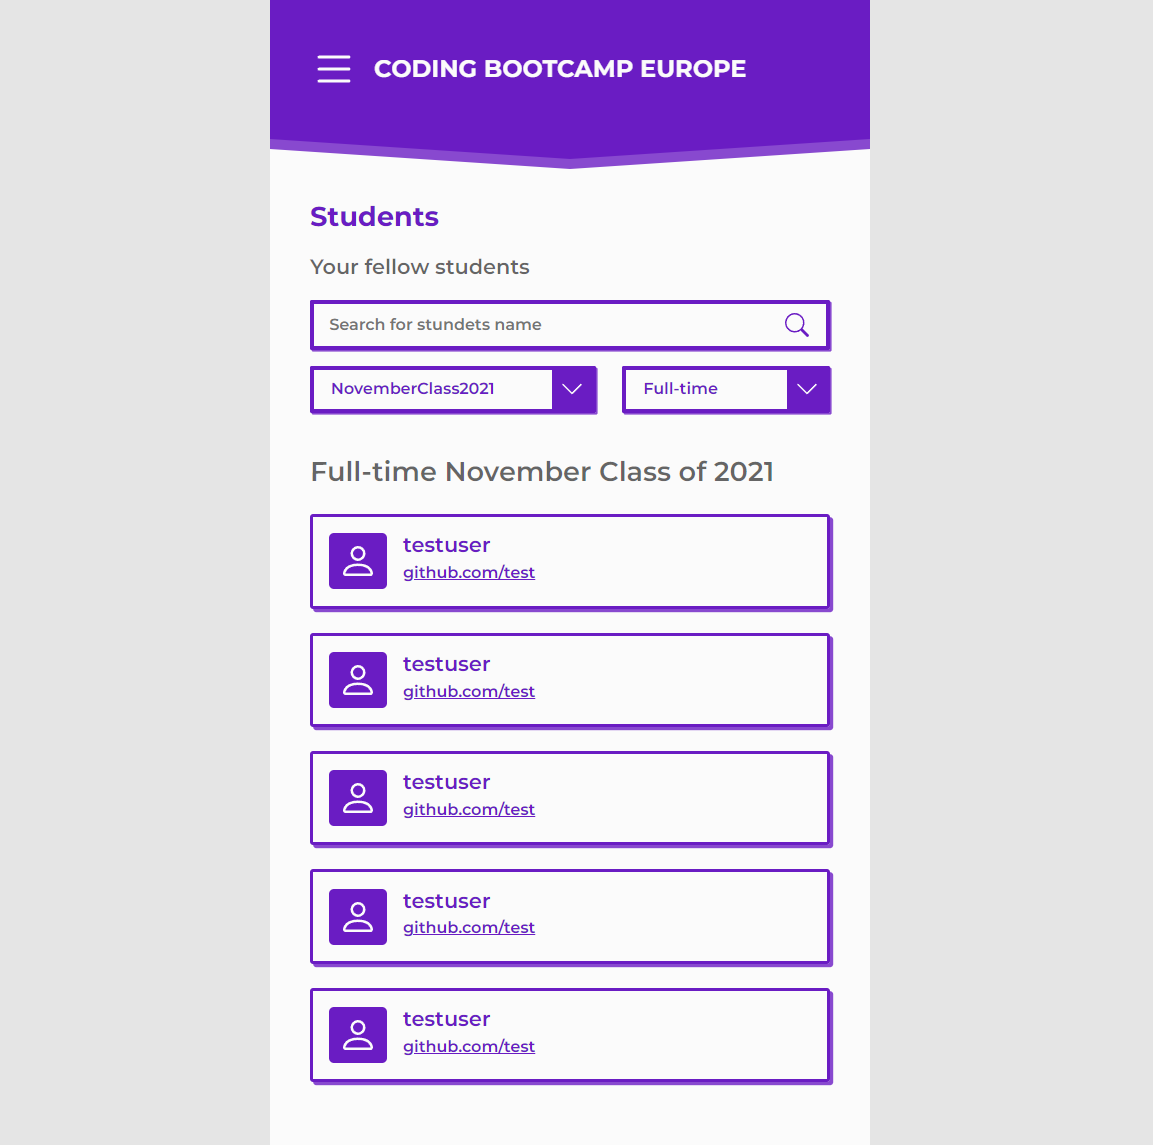 CODING BOOTCAMP EUROPE
Students
Your fellow students
Search for stundets name
NovemberClass2021 Full-time
Full-time November Class of 2021
testuser
github.com/test
testuser
github.com/test
testuser
github.com/test
testuser
github.com/test
testuser
github.com/test